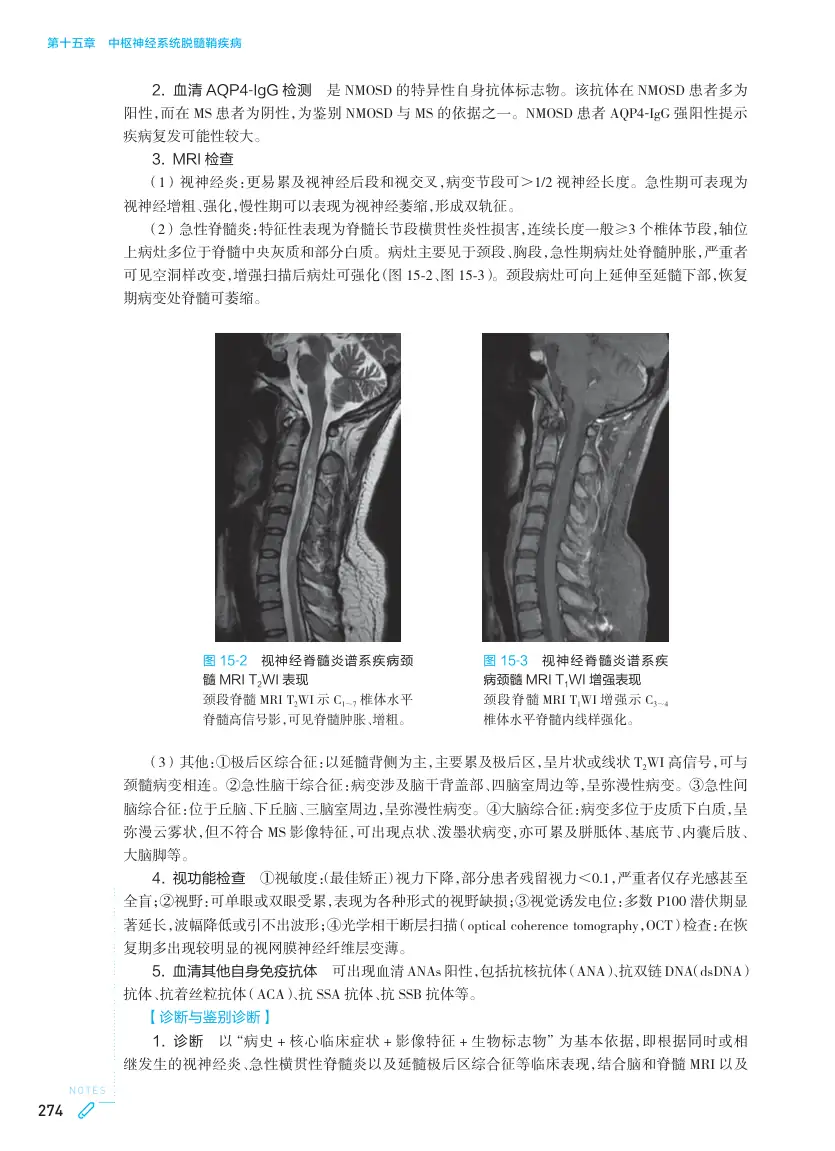 第十五章　中枢神经系统脱髓鞘疾病
2. 血清 AQP4-IgG 检测　是 NMOSD 的特异性自身抗体标志物。该抗体在 NMOSD 患者多为
阳性,而在 MS 患者为阴性,为鉴别 NMOSD 与 MS 的依据之一。NMOSD 患者 AQP4-IgG 强阳性提示
疾病复发可能性较大。
3. MRI 检查
（1）视神经炎:更易累及视神经后段和视交叉,病变节段可＞1/2 视神经长度。急性期可表现为
视神经增粗、强化,慢性期可以表现为视神经萎缩,形成双轨征。
（2）急性脊髓炎:特征性表现为脊髓长节段横贯性炎性损害,连续长度一般≥3 个椎体节段,轴位
上病灶多位于脊髓中央灰质和部分白质。病灶主要见于颈段、胸段,急性期病灶处脊髓肿胀,严重者
可见空洞样改变,增强扫描后病灶可强化（图 15-2、图 15-3）。颈段病灶可向上延伸至延髓下部,恢复
期病变处脊髓可萎缩。
图 15-2　视神经脊髓炎谱系疾病颈
髓 MRI T₂WI 表现
颈段脊髓 MRI T₂WI 示 C₁~₇ 椎体水平
脊髓高信号影,可见脊髓肿胀、增粗。
图 15-3　视神经脊髓炎谱系疾
病颈髓 MRI T₁WI 增强表现
颈段脊髓 MRI T₁WI 增强示 C₃~₄
椎体水平脊髓内线样强化。
（3）其他:①极后区综合征:以延髓背侧为主,主要累及极后区,呈片状或线状 T₂WI 高信号,可与
颈髓病变相连。②急性脑干综合征:病变涉及脑干背盖部、四脑室周边等,呈弥漫性病变。③急性间
脑综合征:位于丘脑、下丘脑、三脑室周边,呈弥漫性病变。④大脑综合征:病变多位于皮质下白质,呈
弥漫云雾状,但不符合 MS 影像特征,可出现点状、泼墨状病变,亦可累及胼胝体、基底节、内囊后肢、
大脑脚等。
4. 视功能检查　①视敏度:(最佳矫正)视力下降,部分患者残留视力＜0.1,严重者仅存光感甚至
全盲;②视野:可单眼或双眼受累,表现为各种形式的视野缺损;③视觉诱发电位:多数 P100 潜伏期显
著延长,波幅降低或引不出波形;④光学相干断层扫描（optical coherence tomography,OCT）检查:在恢
复期多出现较明显的视网膜神经纤维层变薄。
5. 血清其他自身免疫抗体　可出现血清 ANAs 阳性,包括抗核抗体（ANA）、抗双链 DNA（dsDNA）
抗体、抗着丝粒抗体（ACA）、抗 SSA 抗体、抗 SSB 抗体等。
【诊断与鉴别诊断】
1. 诊断　以“病史 + 核心临床症状 + 影像特征 + 生物标志物”为基本依据,即根据同时或相
继发生的视神经炎、急性横贯性脊髓炎以及延髓极后区综合征等临床表现,结合脑和脊髓 MRI 以及
NOTES
274